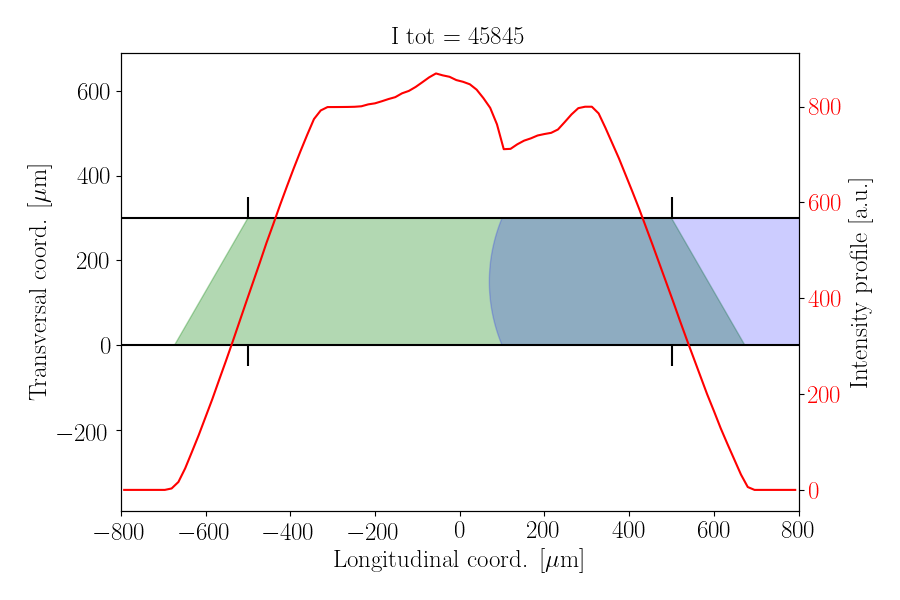 I tot = 45845
600
400
200
0
−200
Transversal coord. [μm]
800
600
400
200
0
Intensity profile [a.u.]
−800 −600 −400 −200 0 200 400 600 800
Longitudinal coord. [μm]